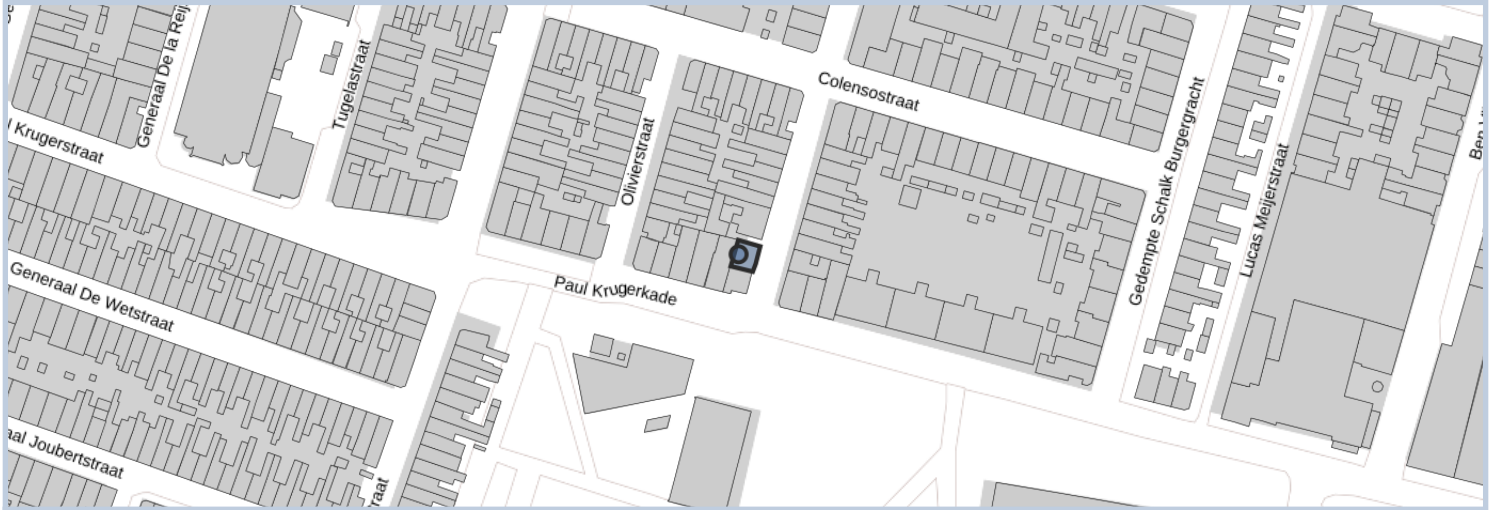 Generaal De la Reij
Tugelastraat
Colensostraat
l Krugerstraat
Olivierstraat
Gedempte Schalk Burgergracht
Lucas Meijerstraat
Generaal De Wetstraat
Paul Krugerkade
aal Joubertstraat
raat